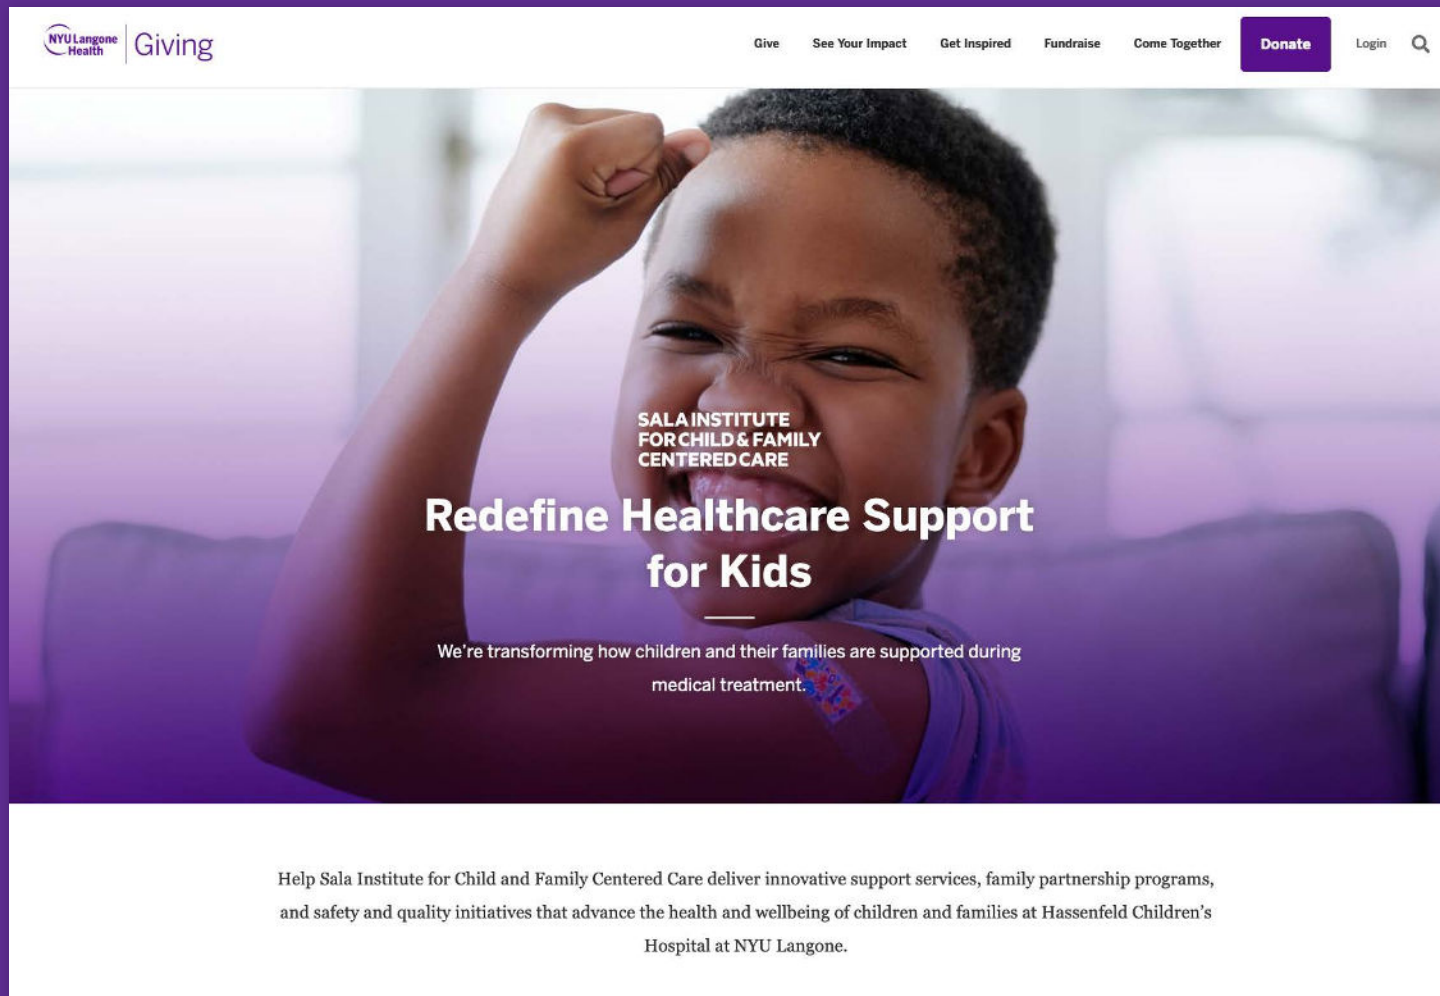 NYU Langone
Health
Giving
Give See Your Impact Get Inspired Fundraise Come Together Donate Login
SALA INSTITUTE
FOR CHILD & FAMILY
CENTERED CARE
Redefine Healthcare Support
for Kids
We're transforming how children and their families are supported during
medical treatment.
Help Sala Institute for Child and Family Centered Care deliver innovative support services, family partnership programs,
and safety and quality initiatives that advance the health and wellbeing of children and families at Hassenfeld Children's
Hospital at NYU Langone.